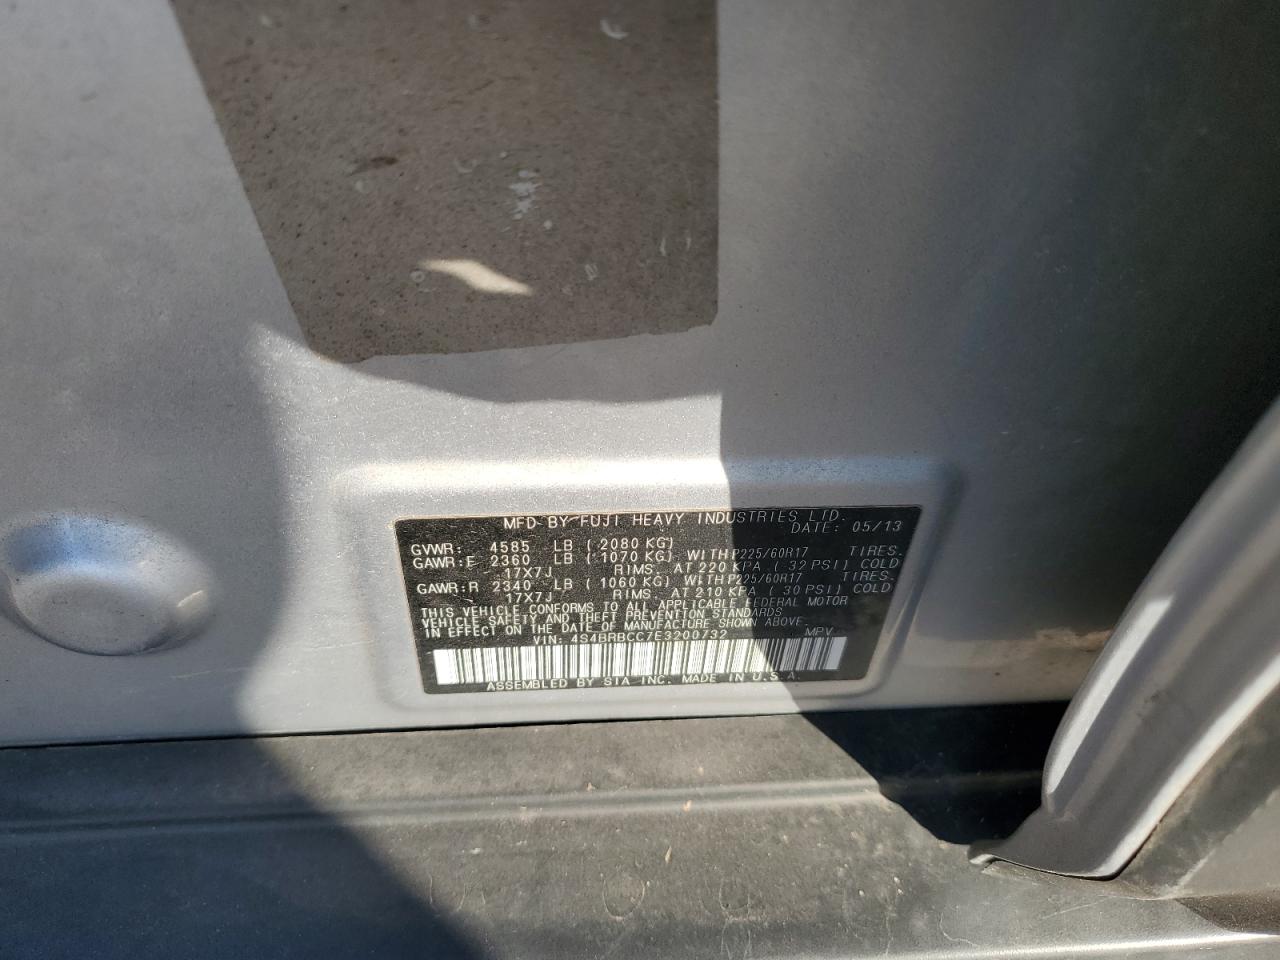 MFD BY FUJI HEAVY INDUSTRIES LTD.
DATE: 05/13
GVWR: 4585 LB ( 2080 KG)
GAWR:F 2360 LB ( 1070 KG) WITH P225/60R17 TIRES.
17X7J RIMS. AT 220 KPA ( 32 PSI) COLD
GAWR:R 2340 LB ( 1060 KG) WITH P225/60R17 TIRES.
17X7J RIMS. AT 210 KPA ( 30 PSI) COLD
THIS VEHICLE CONFORMS TO ALL APPLICABLE FEDERAL MOTOR
VEHICLE SAFETY AND THEFT PREVENTION STANDARDS
IN EFFECT ON THE DATE OF MANUFACTURE SHOWN ABOVE.
VIN: 4S4BRBCC7E3200732 MPV
ASSEMBLED BY SIA INC. MADE IN U.S.A.